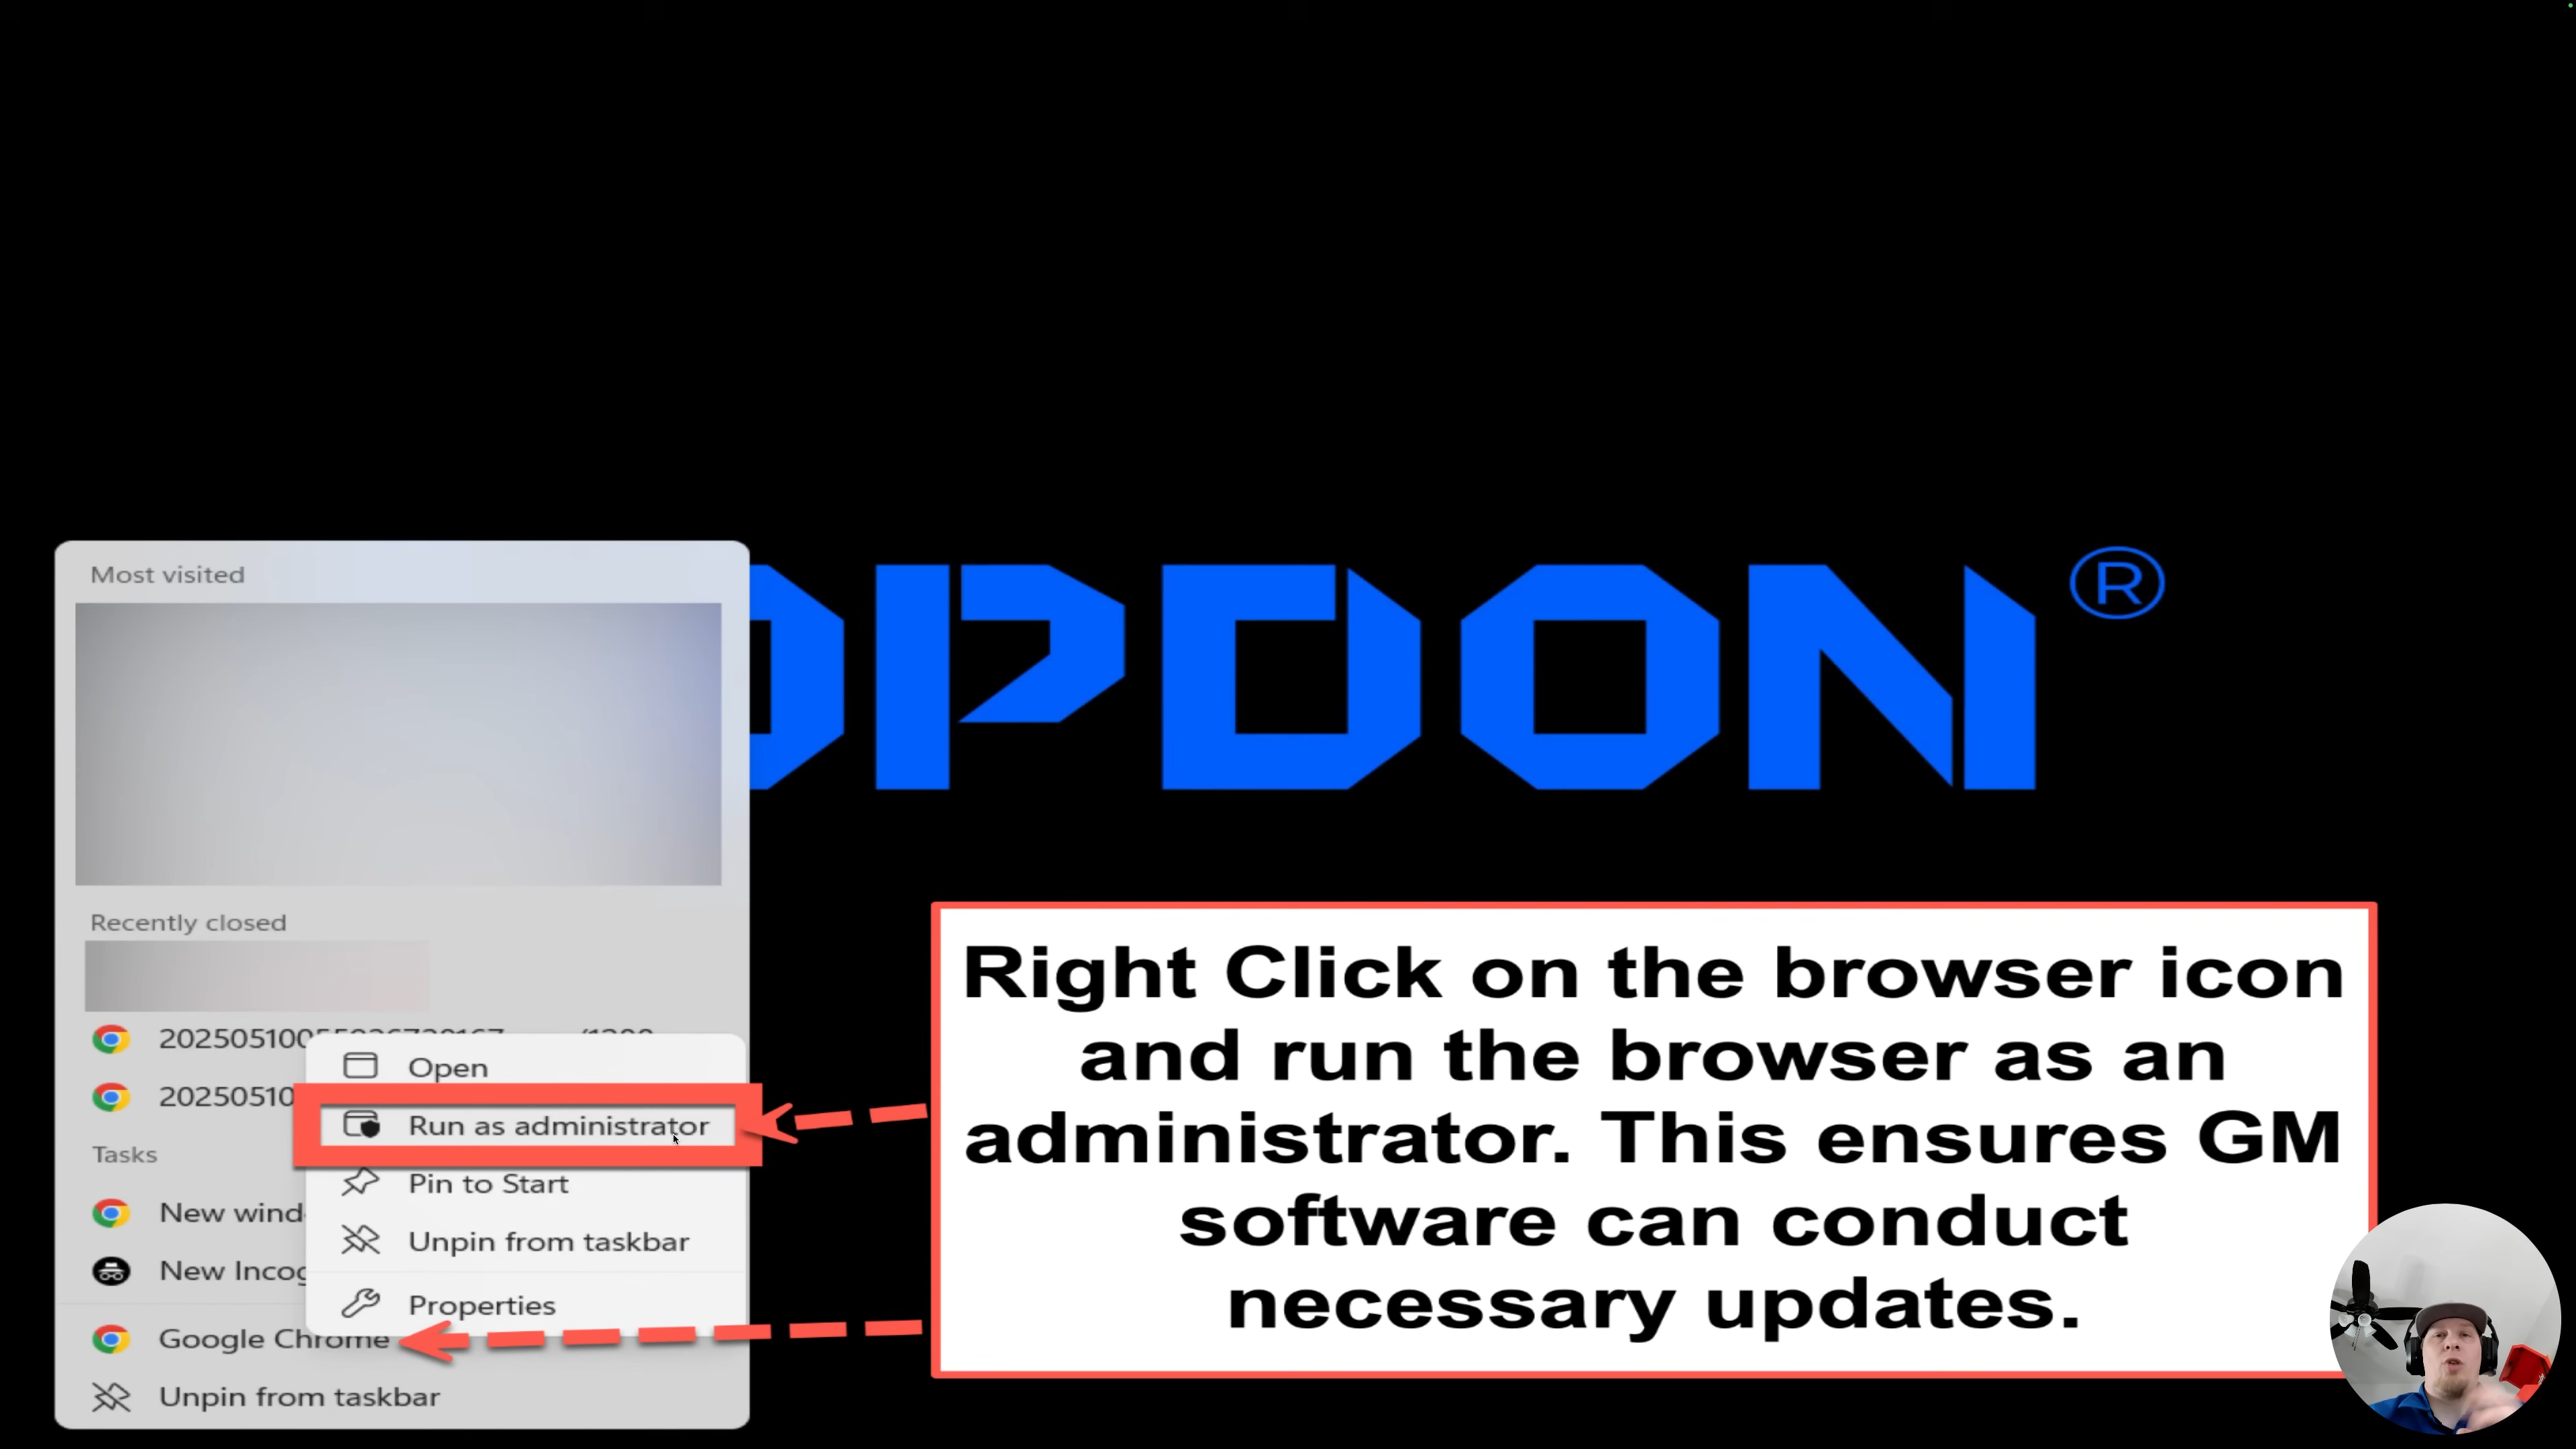 Most visited
OPDON®
Recently closed
Open
Run as administrator
Tasks
Pin to Start
New wind
Unpin from taskbar
New Incog
Properties
Google Chrome
Unpin from taskbar
Right Click on the browser icon
and run the browser as an
administrator. This ensures GM
software can conduct
necessary updates.